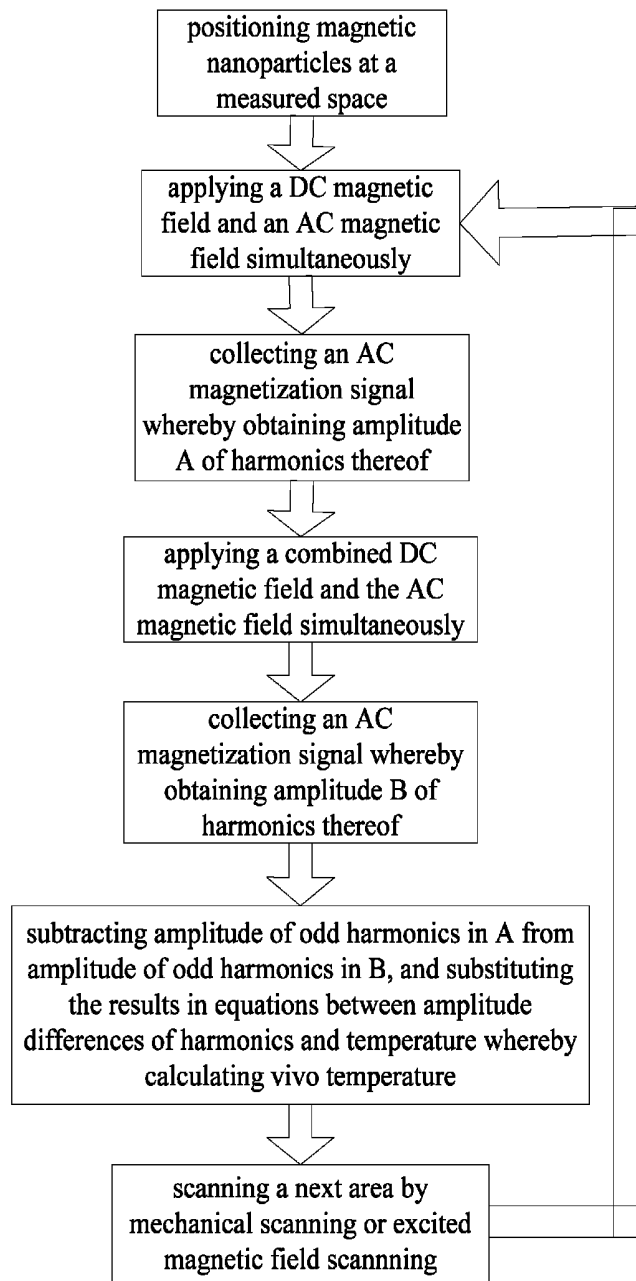 positioning magnetic
nanoparticles at a
measured space
applying a DC magnetic
field and an AC magnetic
field simultaneously
collecting an AC
magnetization signal
whereby obtaining amplitude
A of harmonics thereof
applying a combined DC
magnetic field and the AC
magnetic field simultaneously
collecting an AC
magnetization signal whereby
obtaining amplitude B of
harmonics thereof
subtracting amplitude of odd harmonics in A from
amplitude of odd harmonics in B, and substituting
the results in equations between amplitude
differences of harmonics and temperature whereby
calculating vivo temperature
scanning a next area by
mechanical scanning or excited
magnetic field scannning